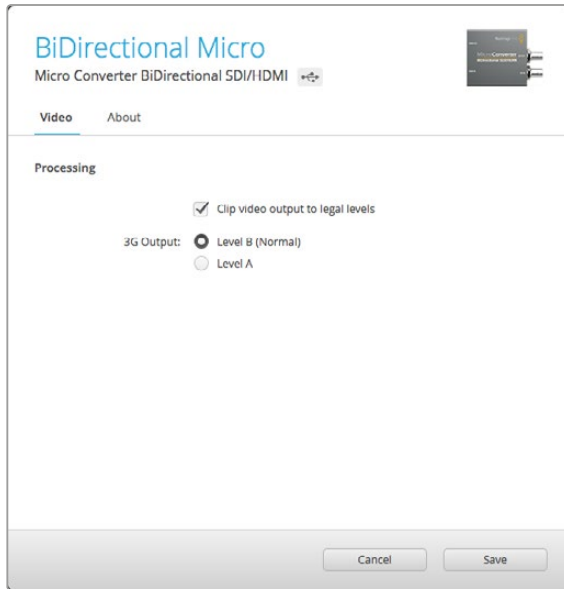 BiDirectional Micro
Micro Converter BiDirectional SDI/HDMI
Video About
Processing
Clip video output to legal levels
3G Output: Level B (Normal)
Level A
Cancel Save